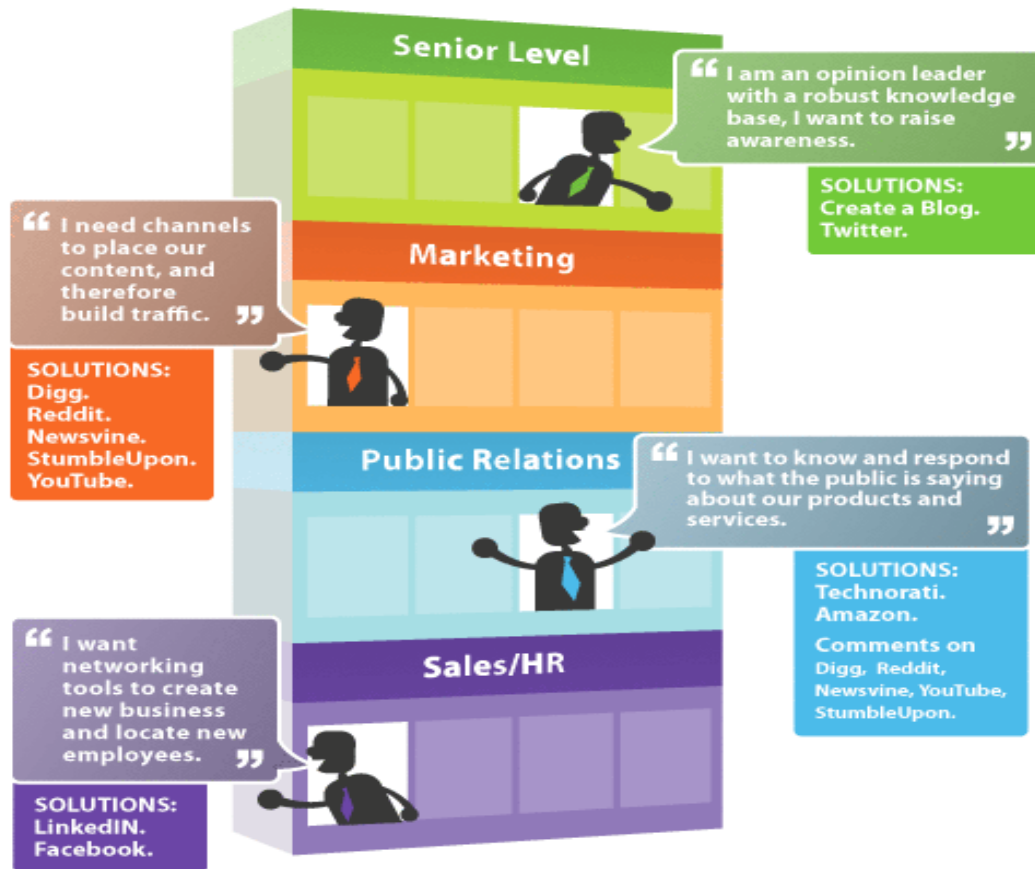 Senior Level
“ I am an opinion leader
with a robust knowledge
base, I want to raise
awareness. ”
SOLUTIONS:
Create a Blog.
Twitter.
Marketing
“ I need channels
to place our
content, and
therefore
build traffic. ”
SOLUTIONS:
Digg.
Reddit.
Newsvine.
StumbleUpon.
YouTube.
Public Relations
“ I want to know and respond
to what the public is saying
about our products and
services. ”
SOLUTIONS:
Technorati.
Amazon.
Comments on
Digg, Reddit,
Newsvine, YouTube,
StumbleUpon.
Sales/HR
“ I want
networking
tools to create
new business
and locate new
employees. ”
SOLUTIONS:
LinkedIN.
Facebook.